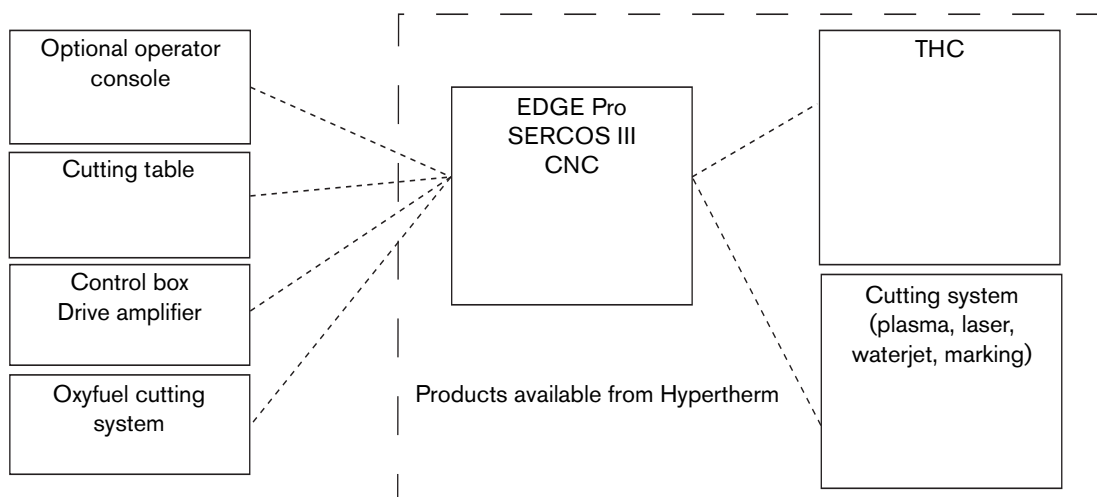 Optional operator
console
Cutting table
Control box
Drive amplifier
Oxyfuel cutting
system
EDGE Pro
SERCOS III
CNC
Products available from Hypertherm
THC
Cutting system
(plasma, laser,
waterjet, marking)